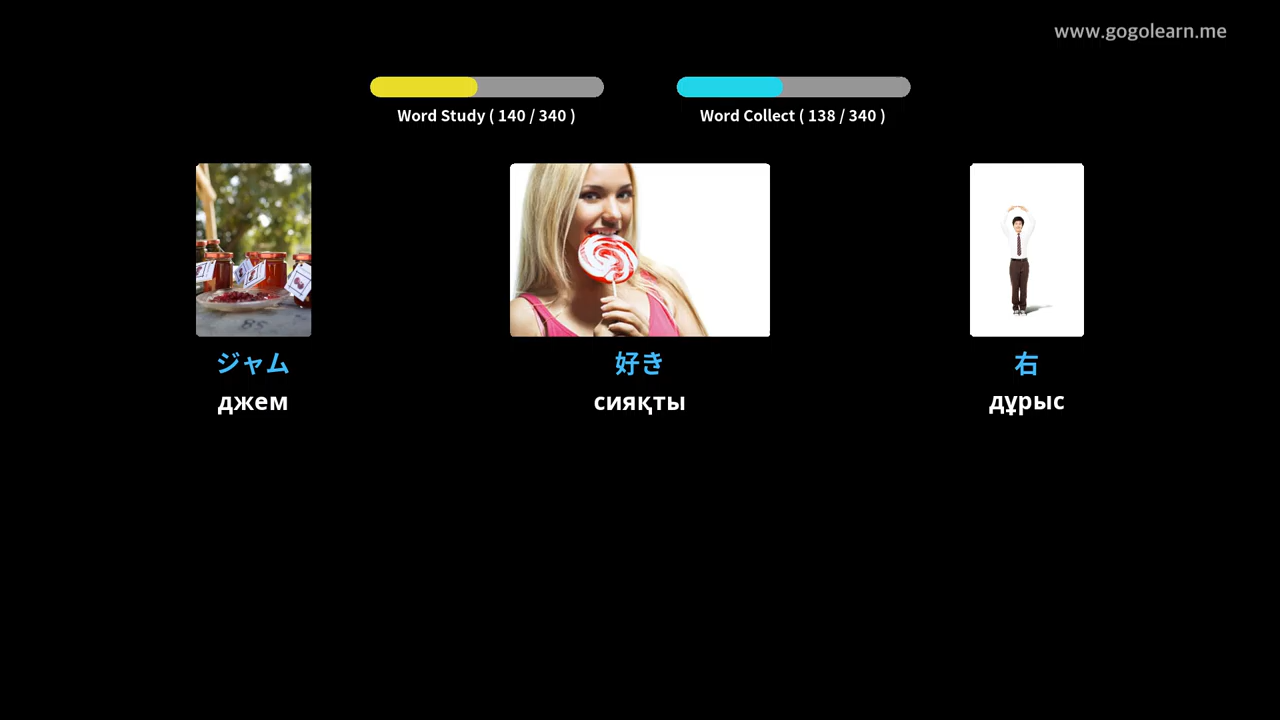 www.gogolearn.me
Word Study ( 140 / 340 )
Word Collect ( 138 / 340 )
ジャム
джем
好き
сияқты
右
дұрыс